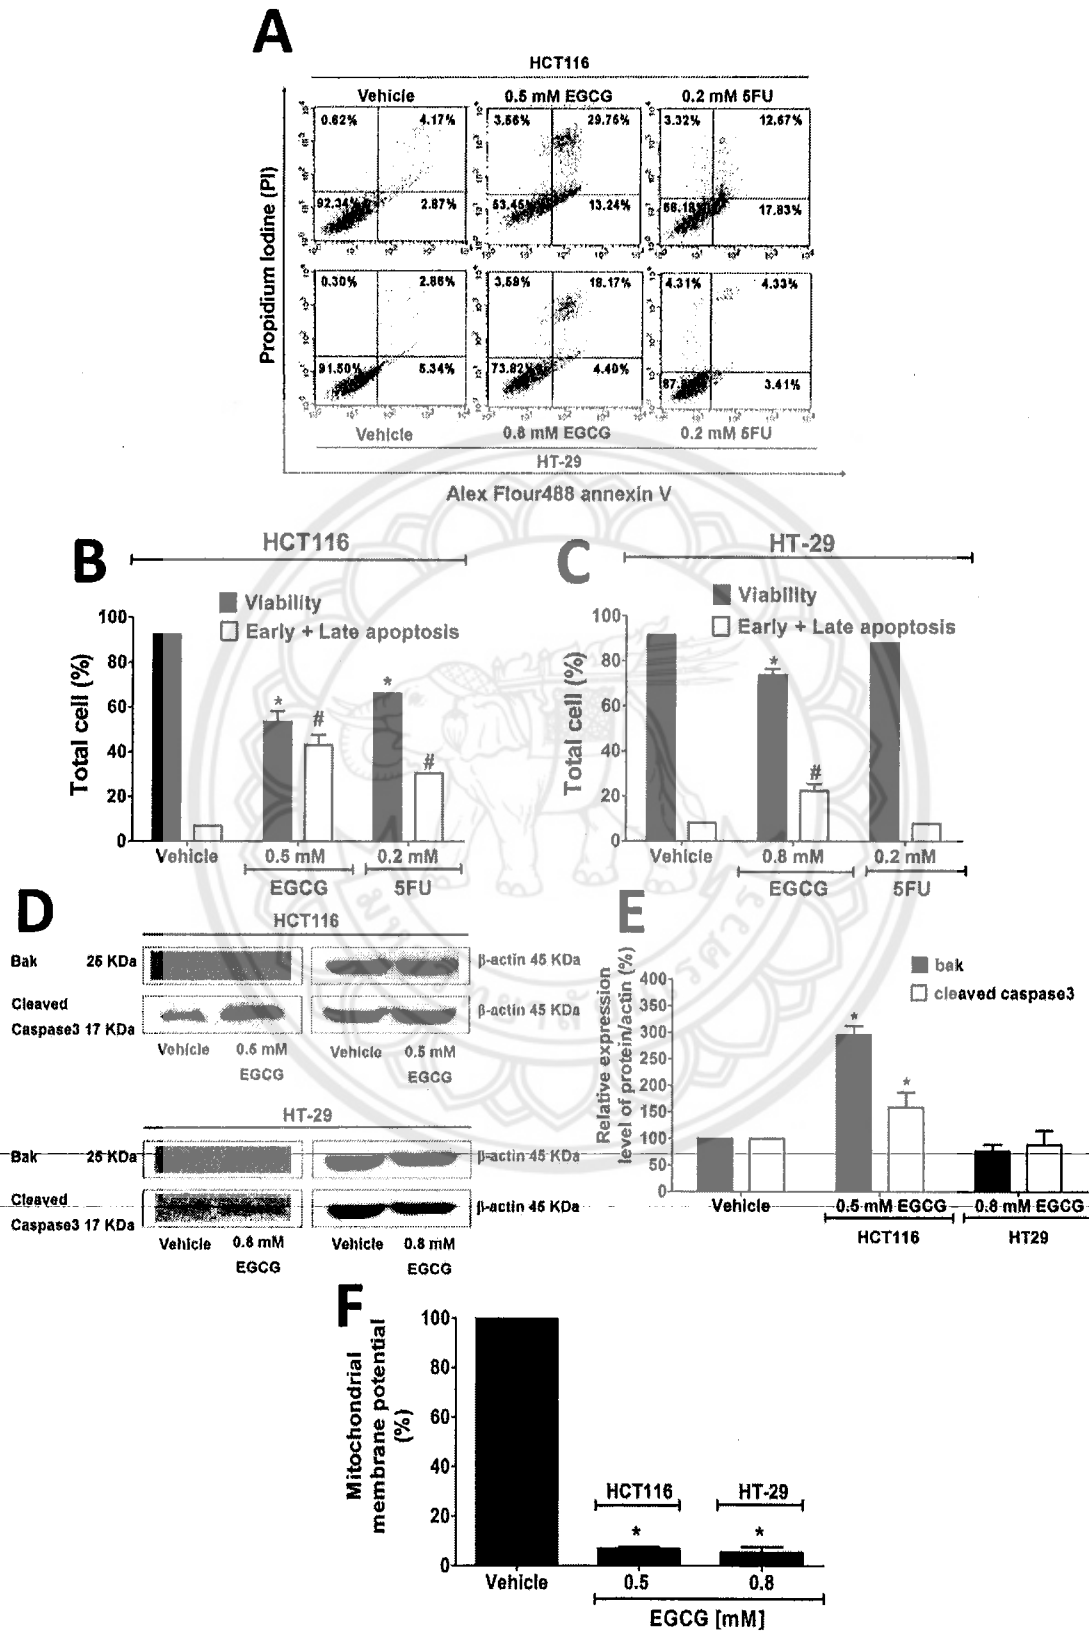 A
HCT116
Vehicle 0.5 mM EGCG 0.2 mM 5FU
0.62% 4.17% 3.56% 29.76% 3.32% 12.67%
92.34% 2.87% 53.45% 13.24% 17.83%
0.30% 2.86% 3.59% 18.17% 4.31% 4.33%
91.50% 5.34% 73.82% 4.40% 3.41%
Propidium Iodine (PI)
Vehicle 0.8 mM EGCG 0.2 mM 5FU
HT-29
Alex Flour488 annexin V
B
HCT116
Viability
Early + Late apoptosis
Total cell (%)
100
80
60
40
20
0
* # * #
Vehicle 0.5 mM 0.2 mM
EGCG 5FU
C
HT-29
Viability
Early + Late apoptosis
Total cell (%)
100
80
60
40
20
0
* #
Vehicle 0.8 mM 0.2 mM
EGCG 5FU
D
HCT116
Bak 25 KDa β-actin 45 KDa
Cleaved
Caspase3 17 KDa β-actin 45 KDa
Vehicle 0.5 mM Vehicle 0.5 mM
EGCG EGCG
HT-29
Bak 25 KDa β-actin 45 KDa
Cleaved
Caspase3 17 KDa β-actin 45 KDa
Vehicle 0.8 mM Vehicle 0.8 mM
EGCG EGCG
E
bak
cleaved caspase3
Relative expression
level of protein/actin (%)
400
350
300
250
200
150
100
50
0
* *
Vehicle 0.5 mM EGCG 0.8 mM EGCG
HCT116 HT29
F
Mitochondrial
membrane potential
(%)
100
80
60
40
20
0
HCT116 HT-29
* *
Vehicle 0.5 0.8
EGCG [mM]